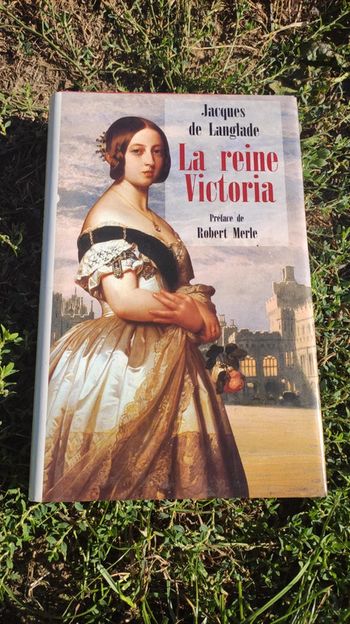 Jacques
de Langlade
La reine
Victoria
Préface de
Robert Merle